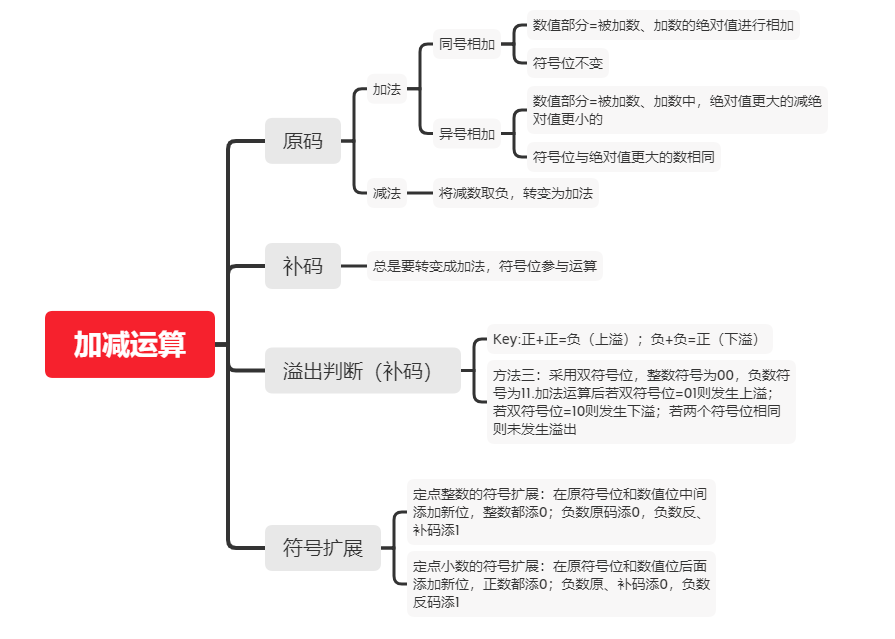 加减运算
原码
加法
同号相加
数值部分=被加数、加数的绝对值进行相加
符号位不变
异号相加
数值部分=被加数、加数中，绝对值更大的减绝
对值更小的
符号位与绝对值更大的数相同
减法
将减数取负，转变为加法
补码
总是要转变成加法，符号位参与运算
溢出判断（补码）
Key:正+正=负（上溢）；负+负=正（下溢）
方法三：采用双符号位，整数符号为00，负数符
号为11.加法运算后若双符号位=01则发生上溢；
若双符号位=10则发生下溢；若两个符号位相同
则未发生溢出
符号扩展
定点整数的符号扩展：在原符号位和数值位中间
添加新位，整数都添0；负数原码添0，负数反、
补码添1
定点小数的符号扩展：在原符号位和数值位后面
添加新位，正数都添0；负数原、补码添0，负数
反码添1